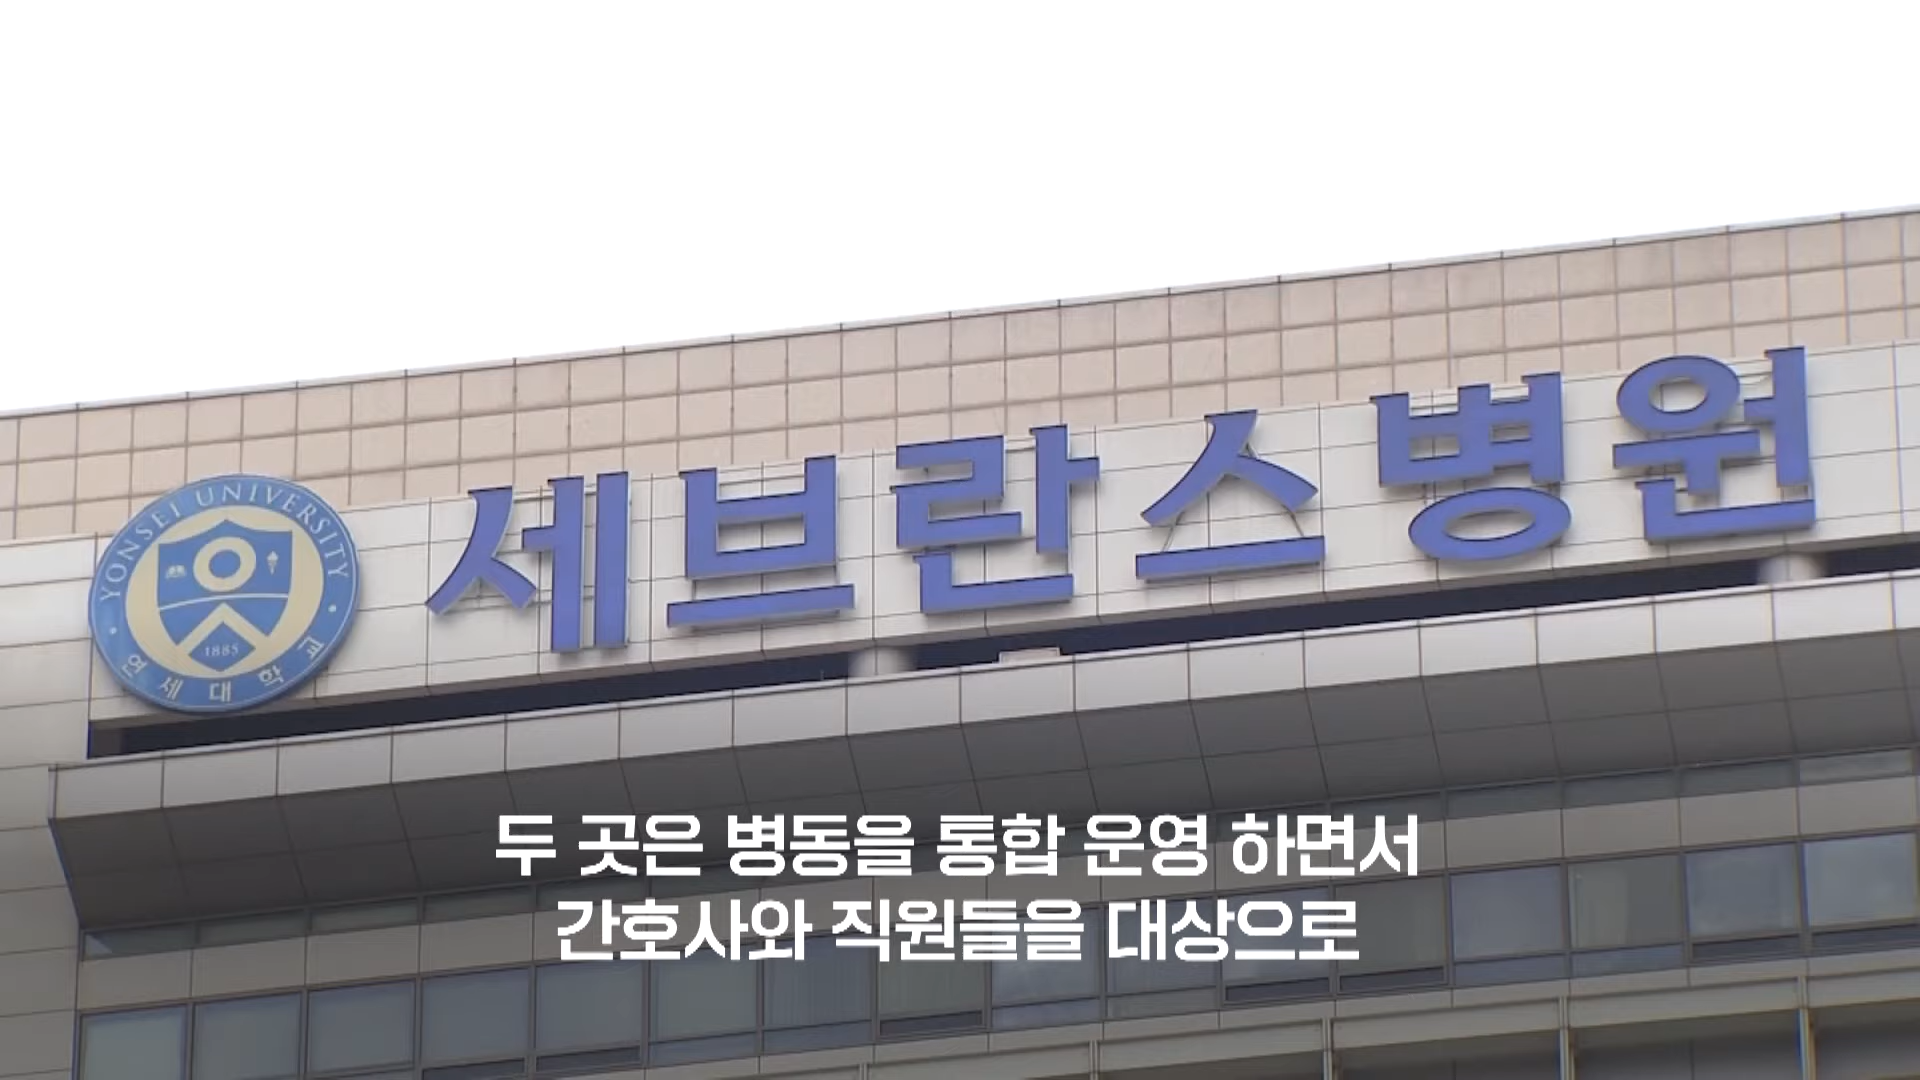 YONSEI UNIVERSITY
1885
연세대학교
세브란스병원
두 곳은 병동을 통합 운영 하면서
간호사와 직원들을 대상으로